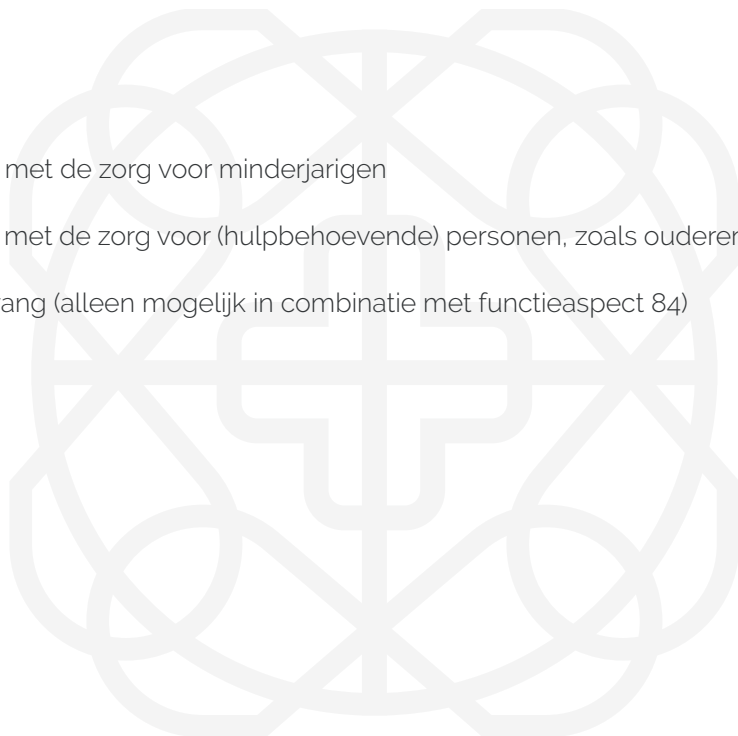 met de zorg voor minderjarigen
met de zorg voor (hulpbehoevende) personen, zoals ouderen
ang (alleen mogelijk in combinatie met functieaspect 84)